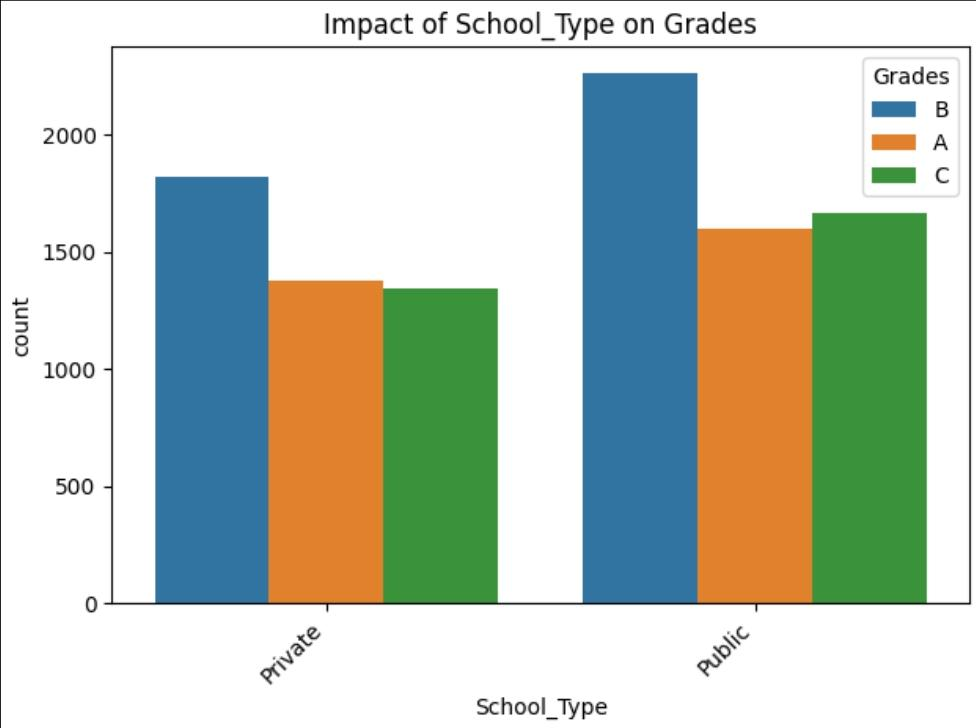 Impact of School_Type on Grades
Grades
B
A
C
2000
1500
1000
500
0
count
Private
Public
School_Type